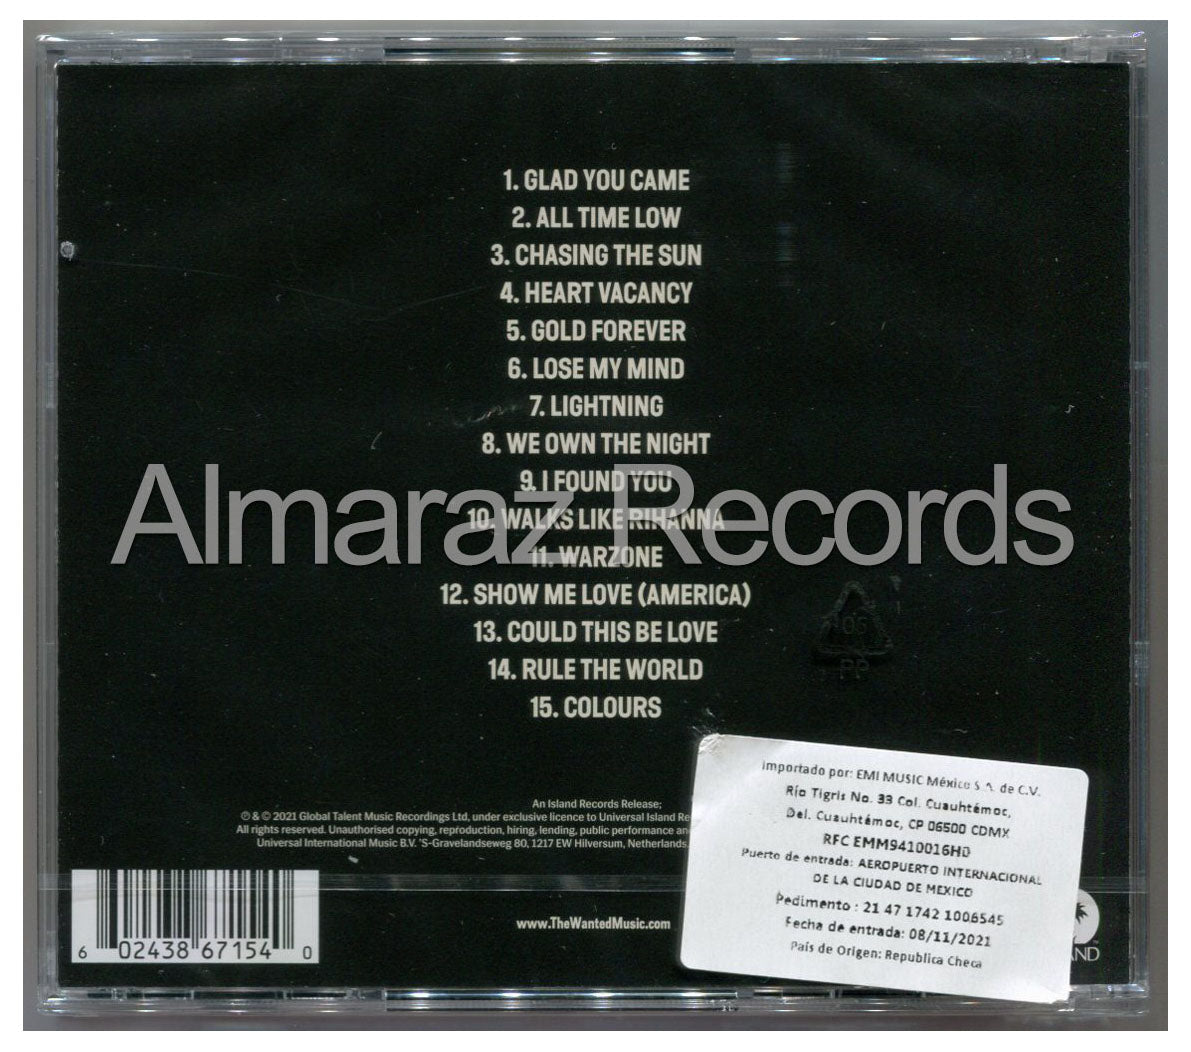 1. GLAD YOU CAME
2. ALL TIME LOW
3. CHASING THE SUN
4. HEART VACANCY
5. GOLD FOREVER
6. LOSE MY MIND
7. LIGHTNING
8. WE OWN THE NIGHT
9. I FOUND YOU
Almaraz Records
10. WALKS LIKE RIHANNA
11. WARZONE
12. SHOW ME LOVE (AMERICA)
13. COULD THIS BE LOVE
14. RULE THE WORLD
15. COLOURS
05
PP
An Island Records Release;
℗ & © 2021 Global Talent Music Recordings Ltd, under exclusive licence to Universal Island
All rights reserved. Unauthorised copying, reproduction, hiring, lending, public performance
Universal International Music B.V. 'S-Gravelandseweg 80, 1217 EW Hilversum, Netherlands.
www.TheWantedMusic.com
6 02438 67154 0
Importado por: EMI MUSIC México S.A. de C.V.
Río Tigris No. 33 Col. Cuauhtémoc,
Del. Cuauhtémoc, CP 06500 CDMX
RFC EMM9410016H0
Puerto de entrada: AEROPUERTO INTERNACIONAL
DE LA CIUDAD DE MEXICO
Pedimento : 21 47 1742 1006545
Fecha de entrada: 08/11/2021
País de Origen: Republica Checa